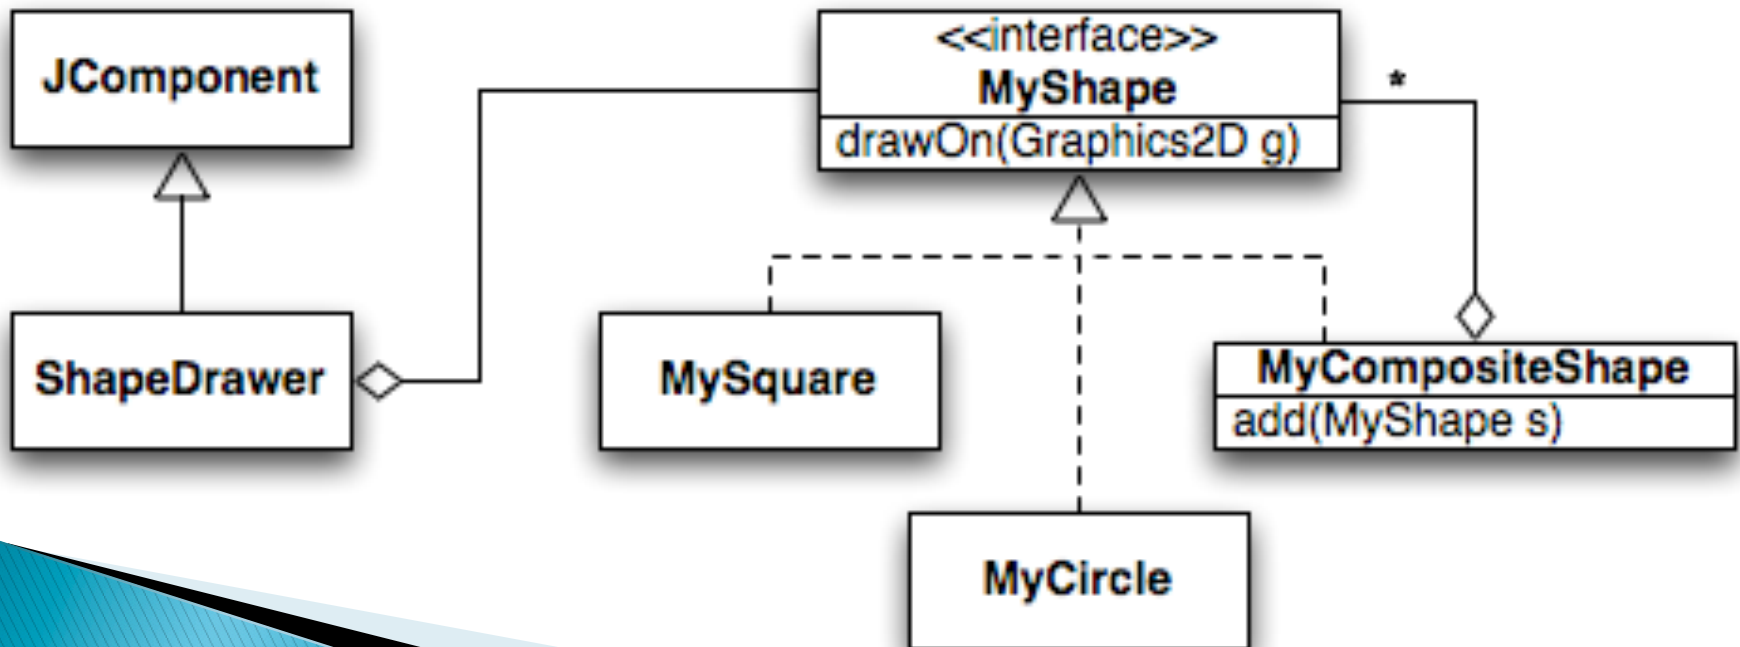 JComponent
<<interface>>
MyShape
drawOn(Graphics2D g)
*
ShapeDrawer
MySquare
MyCompositeShape
add(MyShape s)
MyCircle